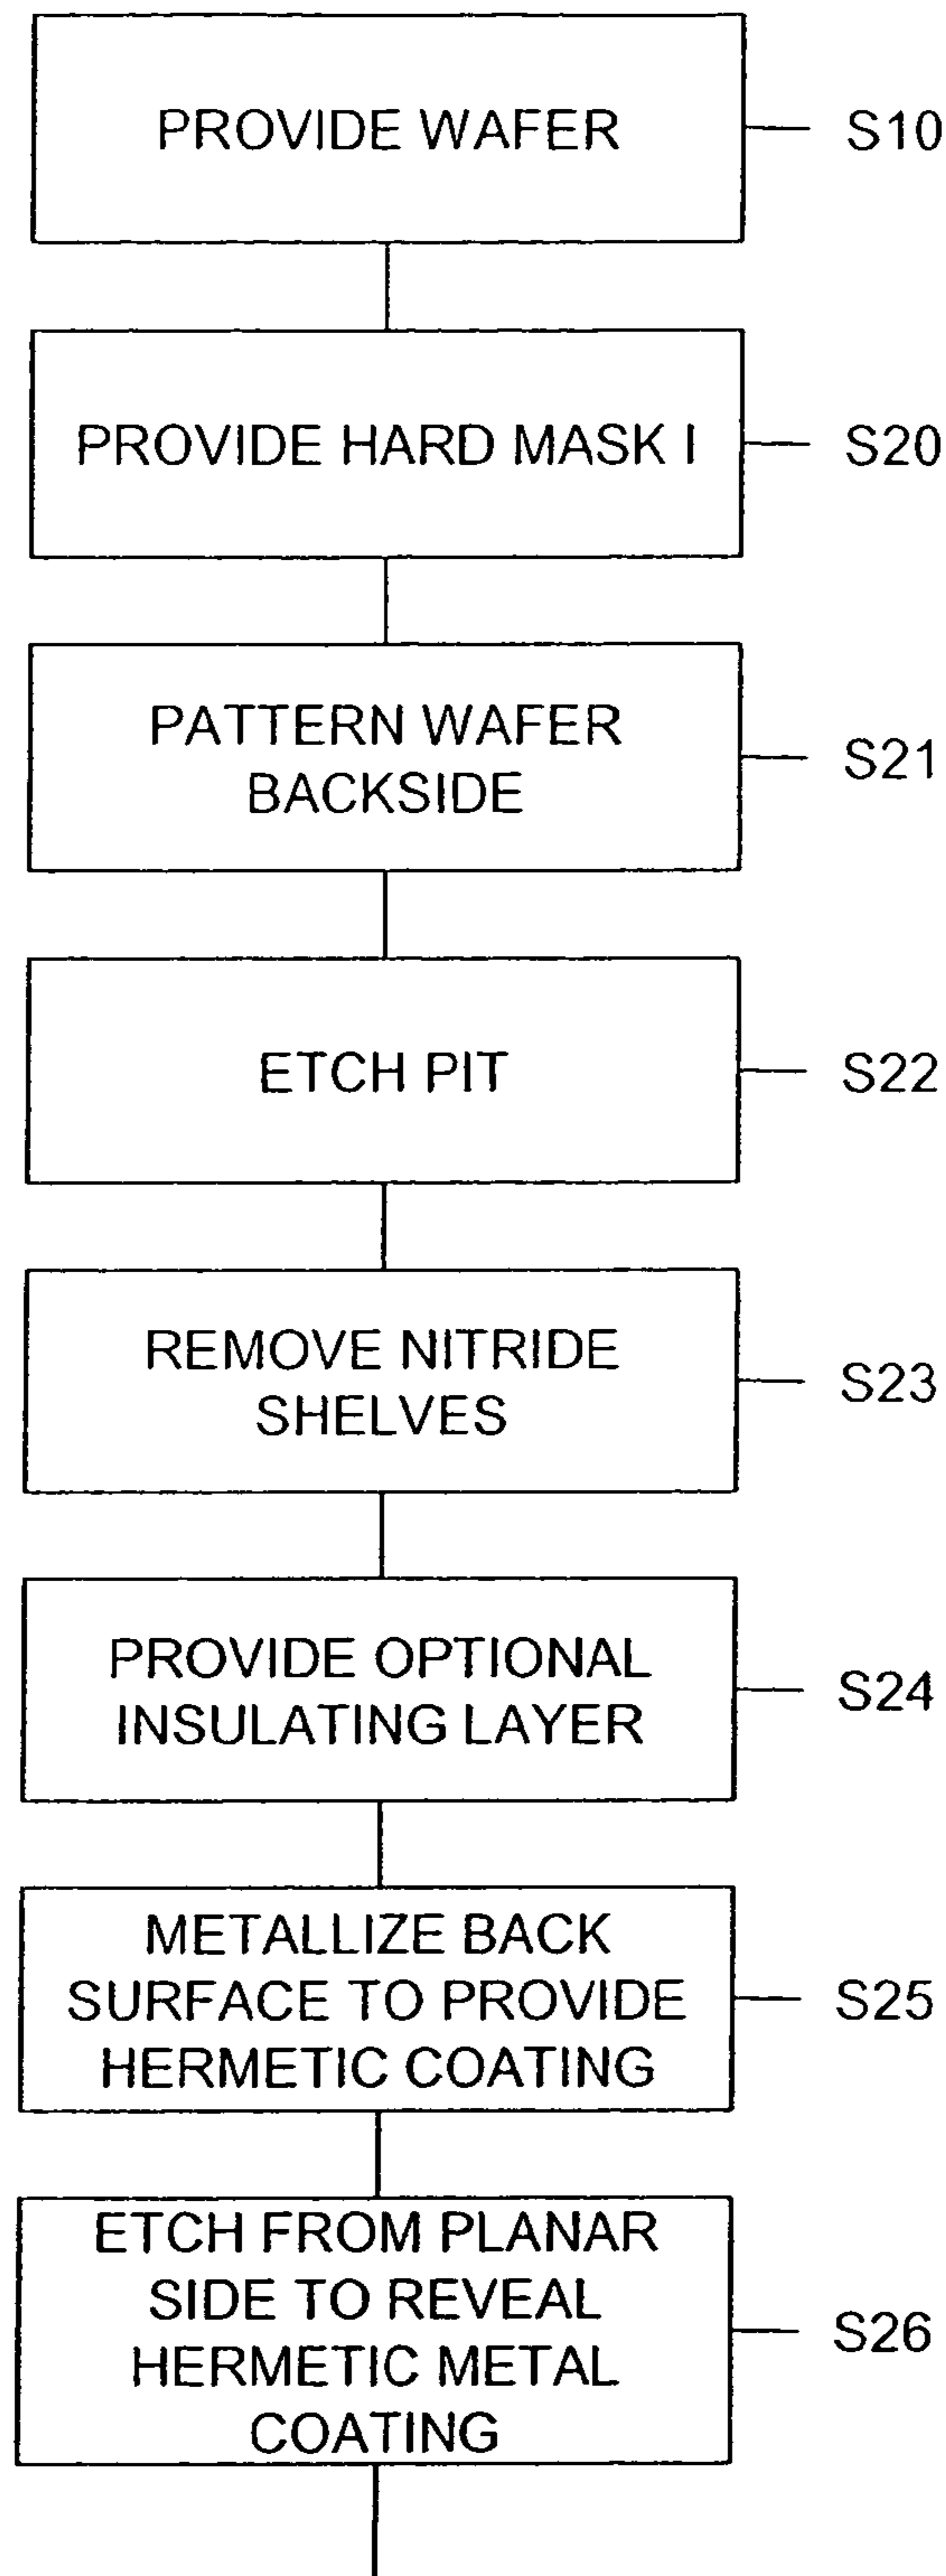 PROVIDE WAFER
S10
PROVIDE HARD MASK I
S20
PATTERN WAFER
BACKSIDE
S21
ETCH PIT
S22
REMOVE NITRIDE
SHELVES
S23
PROVIDE OPTIONAL
INSULATING LAYER
S24
METALLIZE BACK
SURFACE TO PROVIDE
HERMETIC COATING
S25
ETCH FROM PLANAR
SIDE TO REVEAL
HERMETIC METAL
COATING
S26